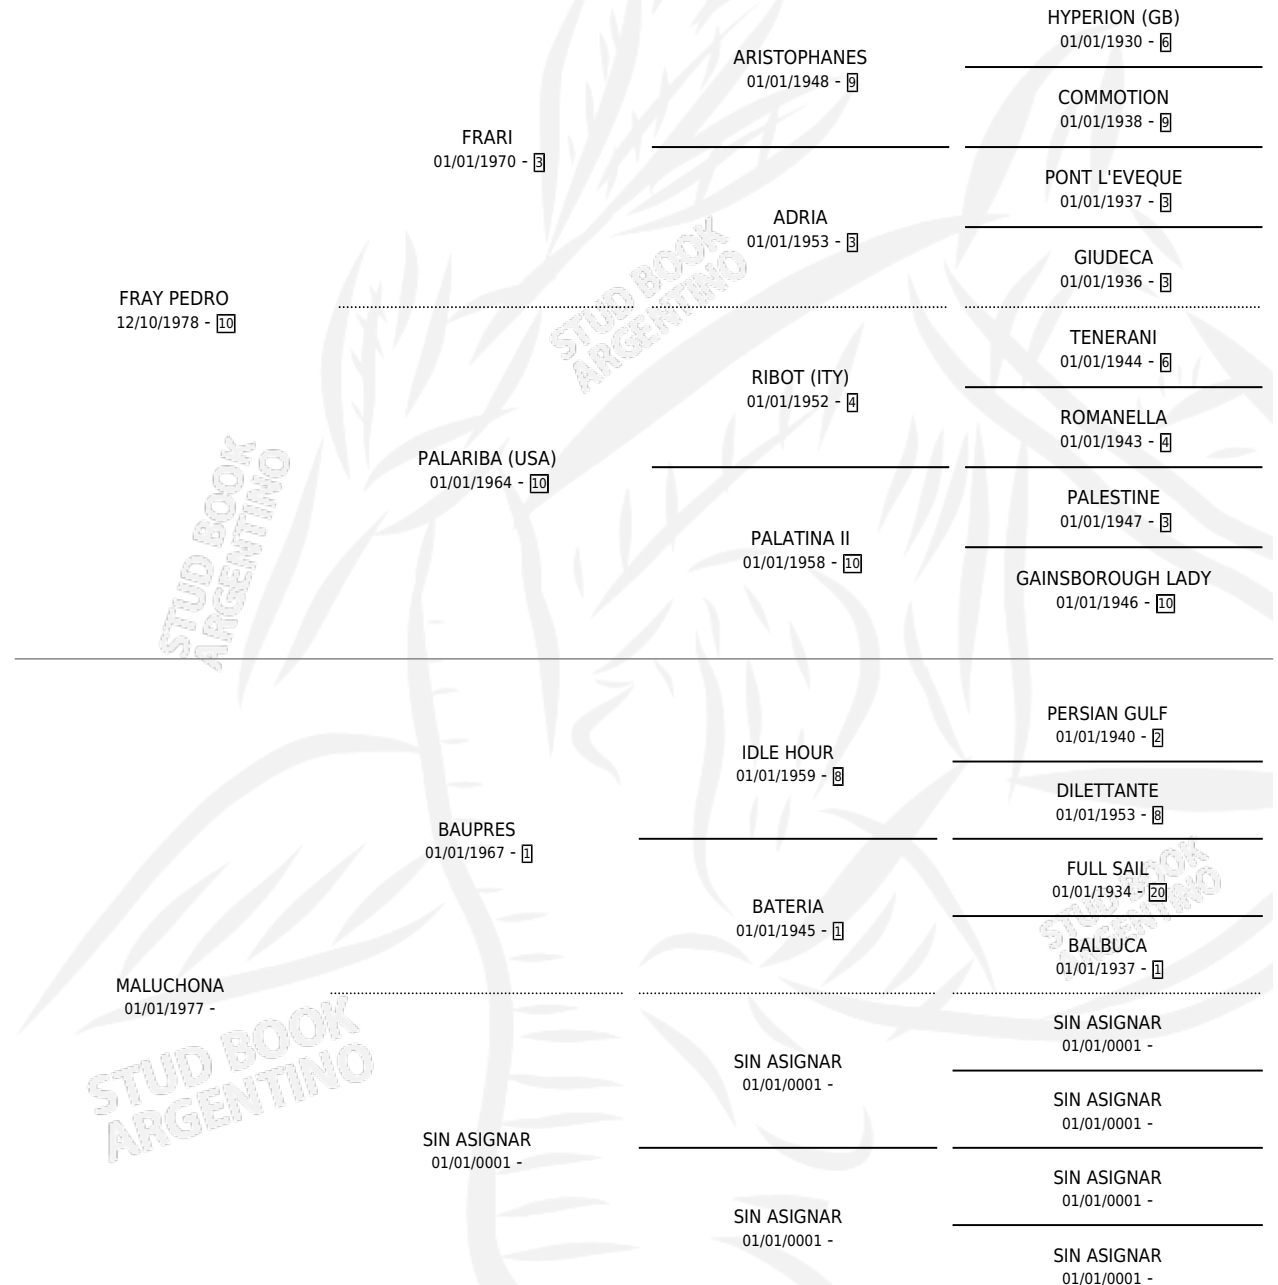 HYPERION (GB)
01/01/1930 - 6
ARISTOPHANES
01/01/1948 - 9
COMMOTION
01/01/1938 - 9
FRARI
01/01/1970 - 3
PONT L'EVEQUE
01/01/1937 - 3
ADRIA
01/01/1953 - 3
GIUDECA
01/01/1936 - 3
FRAY PEDRO
12/10/1978 - 10
STUD BOOK
ARGENTINO
TENERANI
01/01/1944 - 6
RIBOT (ITY)
01/01/1952 - 4
ROMANELLA
01/01/1943 - 4
PALARIBA (USA)
01/01/1964 - 10
PALESTINE
01/01/1947 - 3
PALATINA II
01/01/1958 - 10
GAINSBOROUGH LADY
01/01/1946 - 10
STUD BOOK
ARGENTINO
PERSIAN GULF
01/01/1940 - 2
IDLE HOUR
01/01/1959 - 8
DILETTANTE
01/01/1953 - 8
BAUPRES
01/01/1967 - 1
FULL SAIL
01/01/1934 - 20
BATERIA
01/01/1945 - 1
STUD BOOK
ARGENTINO
BALBUCA
01/01/1937 - 1
MALUCHONA
01/01/1977 -
SIN ASIGNAR
01/01/0001 -
SIN ASIGNAR
01/01/0001 -
STUD BOOK
ARGENTINO
SIN ASIGNAR
01/01/0001 -
SIN ASIGNAR
01/01/0001 -
SIN ASIGNAR
01/01/0001 -
SIN ASIGNAR
01/01/0001 -
SIN ASIGNAR
01/01/0001 -